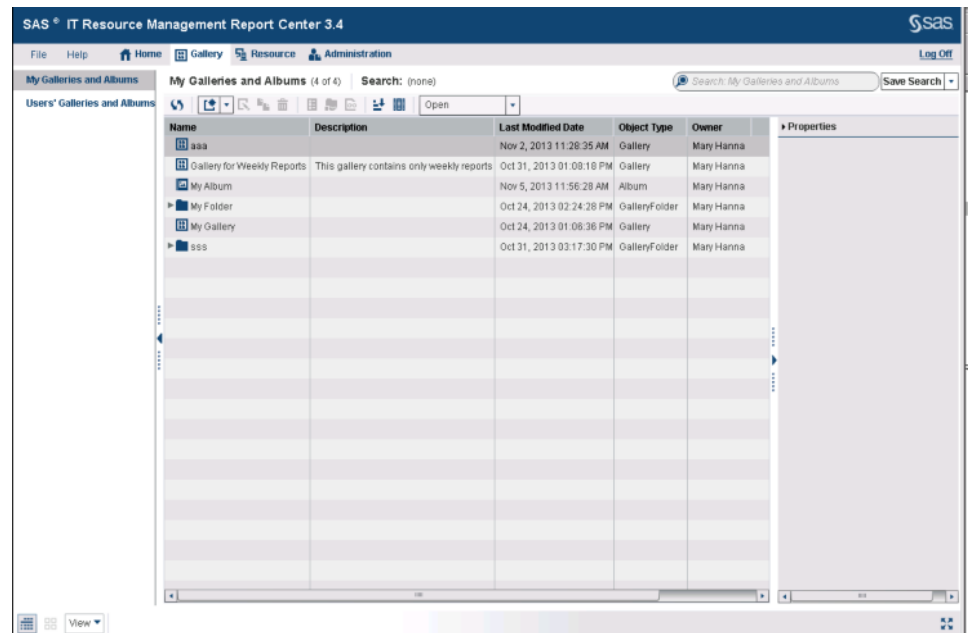 SAS ® IT Resource Management Report Center 3.4
sas
File Help Home Gallery Resource Administration Log Off
My Galleries and Albums
Users' Galleries and Albums
My Galleries and Albums (4 of 4) Search: (none) Search: My Galleries and Albums Save Search
Open
Name Description Last Modified Date Object Type Owner
aaa Nov 2, 2013 11:28:35 AM Gallery Mary Hanna
Gallery for Weekly Reports This gallery contains only weekly reports Oct 31, 2013 01:08:18 PM Gallery Mary Hanna
My Album Nov 5, 2013 11:56:28 AM Album Mary Hanna
My Folder Oct 24, 2013 02:24:28 PM GalleryFolder Mary Hanna
My Gallery Oct 24, 2013 01:06:36 PM Gallery Mary Hanna
sss Oct 31, 2013 03:17:30 PM GalleryFolder Mary Hanna
Properties
View